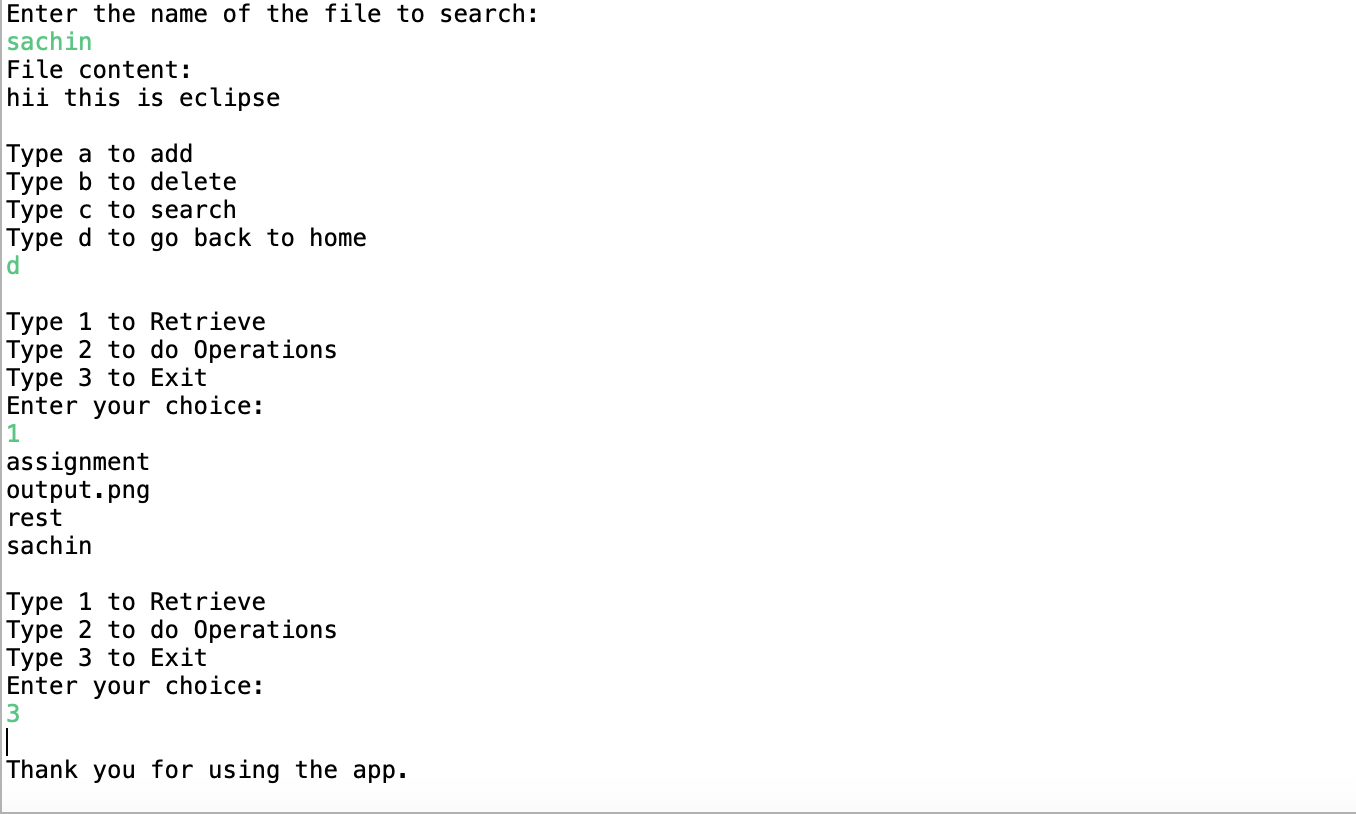 Enter the name of the file to search:
sachin
File content:
hii this is eclipse
Type a to add
Type b to delete
Type c to search
Type d to go back to home
d
Type 1 to Retrieve
Type 2 to do Operations
Type 3 to Exit
Enter your choice:
1
assignment
output.png
rest
sachin
Type 1 to Retrieve
Type 2 to do Operations
Type 3 to Exit
Enter your choice:
3
Thank you for using the app.